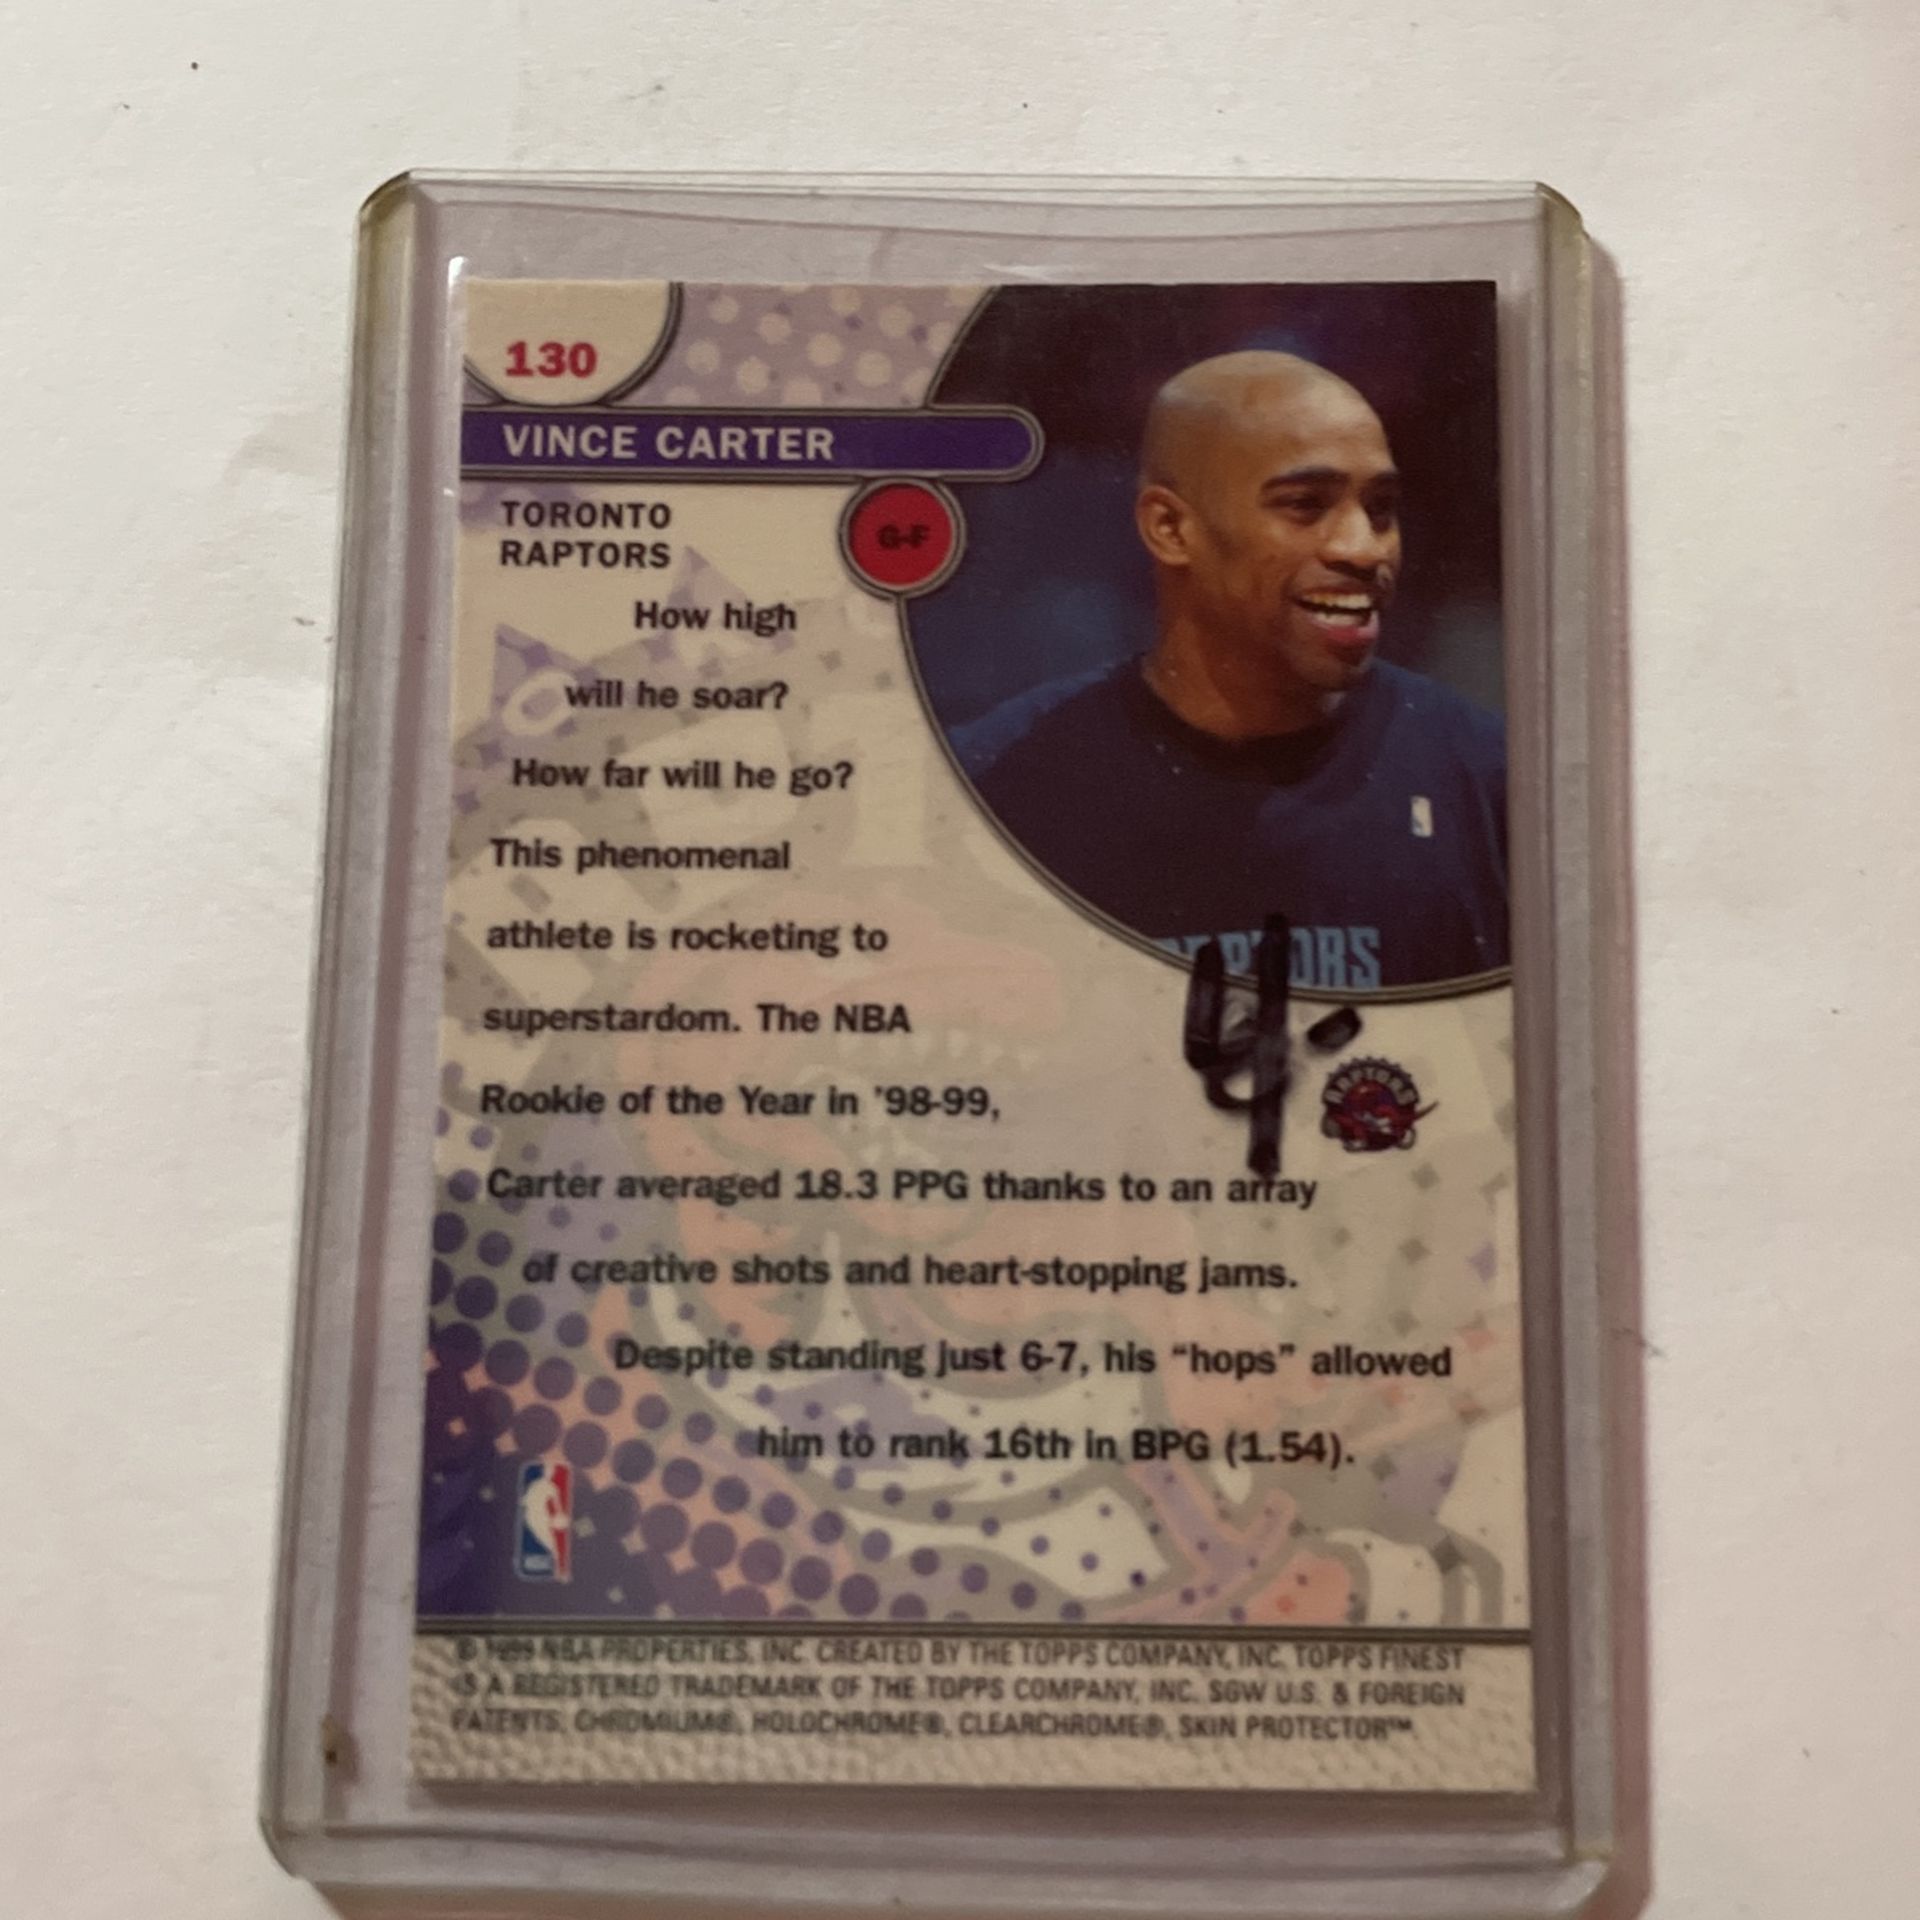 130
VINCE CARTER
TORONTO
RAPTORS
G-F
How high
will he soar?
How far will he go?
This phenomenal
athlete is rocketing to
superstardom. The NBA
Rookie of the Year in '98-99,
Carter averaged 18.3 PPG thanks to an array
of creative shots and heart-stopping jams.
Despite standing just 6-7, his “hops” allowed
him to rank 16th in BPG (1.54).
4.-
RAPTORS
© 1999 NBA PROPERTIES, INC. CREATED BY THE TOPPS COMPANY, INC. TOPPS FINEST
IS A REGISTERED TRADEMARK OF THE TOPPS COMPANY, INC. SGW U.S. & FOREIGN
PATENTS, CHROMIUM®, HOLOCHROME®, CLEARCHROME®, SKIN PROTECTOR™